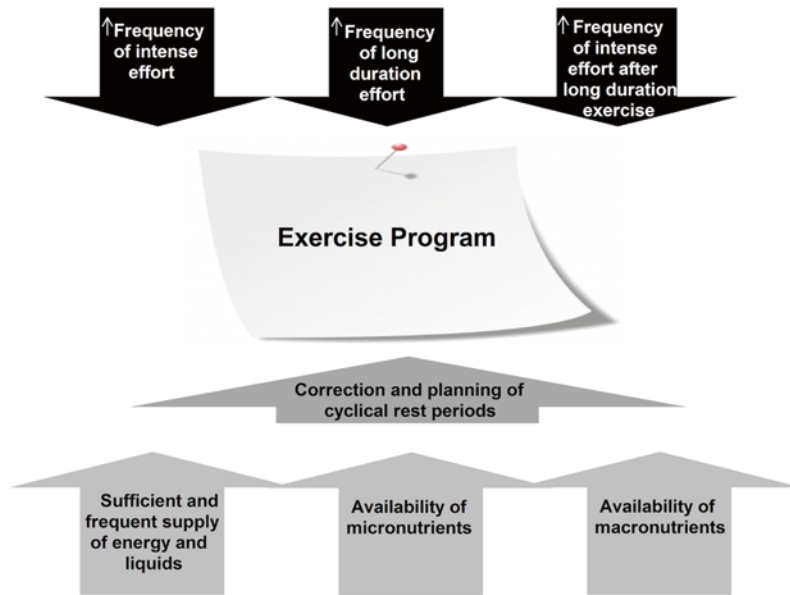 ↑Frequency
of intense
effort
↑Frequency
of long
duration
effort
↑Frequency
of intense
effort after
long duration
exercise
Exercise Program
Correction and planning of
cyclical rest periods
Sufficient and
frequent supply
of energy and
liquids
Availability of
micronutrients
Availability of
macronutrients